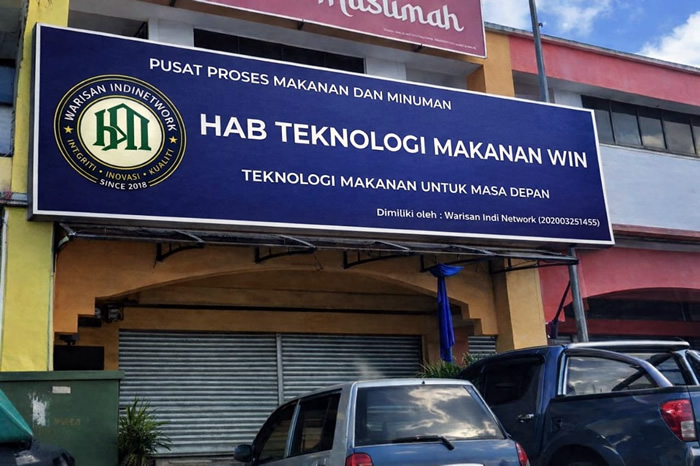 Muslimah
PUSAT PROSES MAKANAN DAN MINUMAN
HAB TEKNOLOGI MAKANAN WIN
TEKNOLOGI MAKANAN UNTUK MASA DEPAN
Dimiliki oleh : Warisan Indi Network (202003251455)
WARISAN INDINETWORK
INTGRITI • INOVASI • KUALITI
SINCE 2018